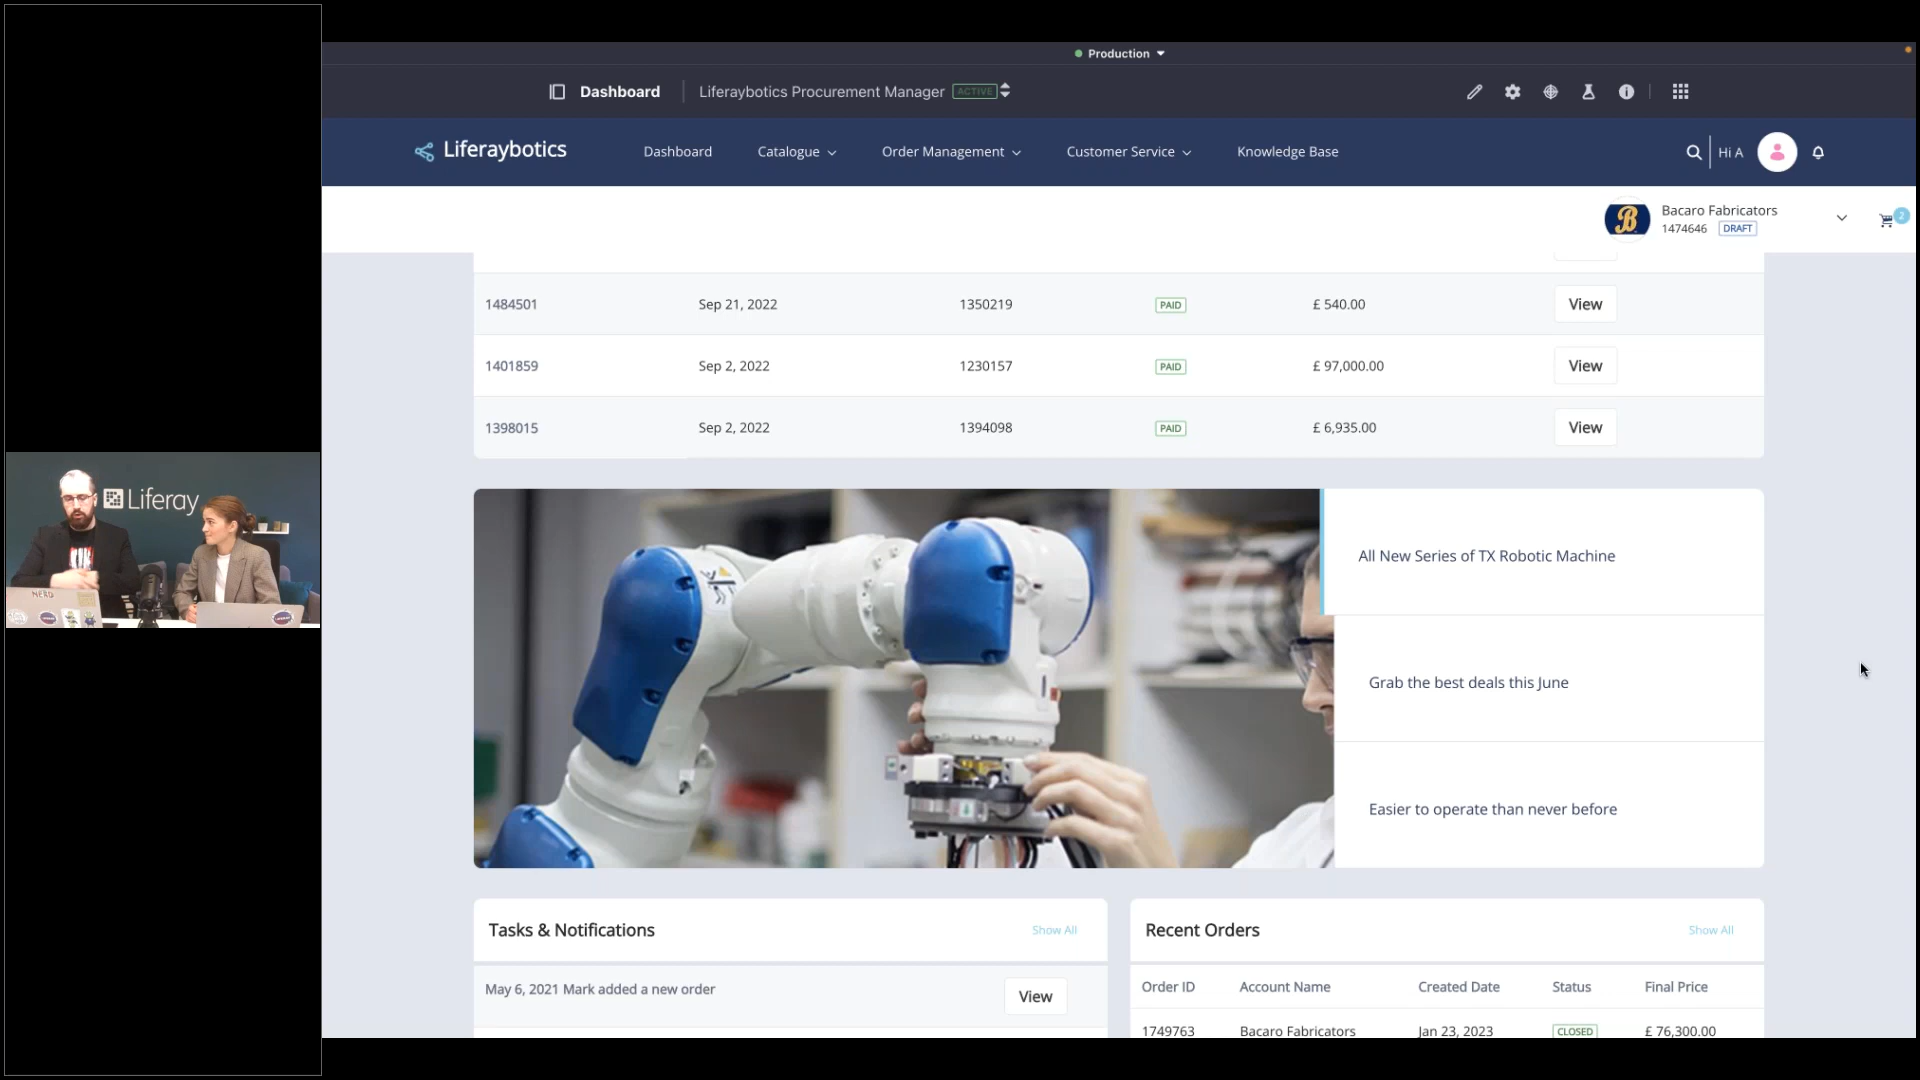 Production
Dashboard Liferaybotics Procurement Manager ACTIVE
Liferaybotics Dashboard Catalogue Order Management Customer Service Knowledge Base Hi A
Bacaro Fabricators
1474646 DRAFT 2
B
1484501 Sep 21, 2022 1350219 PAID £ 540.00 View
1401859 Sep 2, 2022 1230157 PAID £ 97,000.00 View
1398015 Sep 2, 2022 1394098 PAID £ 6,935.00 View
Liferay
NERD
All New Series of TX Robotic Machine
Grab the best deals this June
Easier to operate than never before
Tasks & Notifications Show All
May 6, 2021 Mark added a new order View
Recent Orders Show All
Order ID Account Name Created Date Status Final Price
1749763 Bacaro Fabricators Jan 23, 2023 CLOSED £ 76,300.00